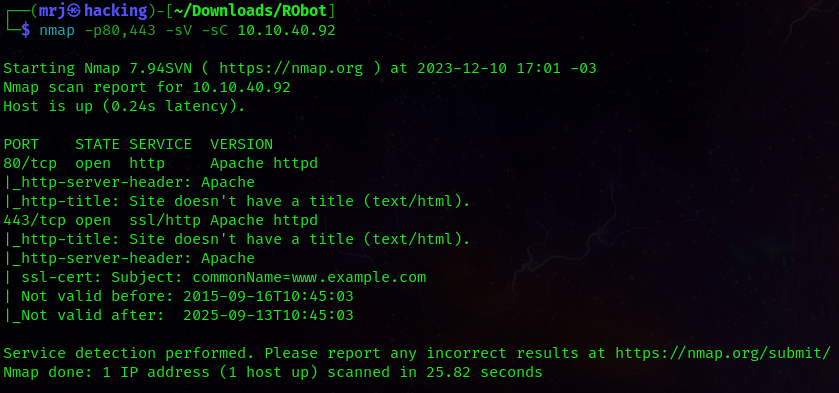 ┌──(mrj㉿hacking)-[~/Downloads/RObot]
└─$ nmap -p80,443 -sV -sC 10.10.40.92
Starting Nmap 7.94SVN ( https://nmap.org ) at 2023-12-10 17:01 -03
Nmap scan report for 10.10.40.92
Host is up (0.24s latency).
PORT    STATE SERVICE  VERSION
80/tcp  open  http     Apache httpd
|_http-server-header: Apache
|_http-title: Site doesn't have a title (text/html).
443/tcp open  ssl/http Apache httpd
|_http-title: Site doesn't have a title (text/html).
|_http-server-header: Apache
| ssl-cert: Subject: commonName=www.example.com
| Not valid before: 2015-09-16T10:45:03
|_Not valid after:  2025-09-13T10:45:03
Service detection performed. Please report any incorrect results at https://nmap.org/submit/
Nmap done: 1 IP address (1 host up) scanned in 25.82 seconds